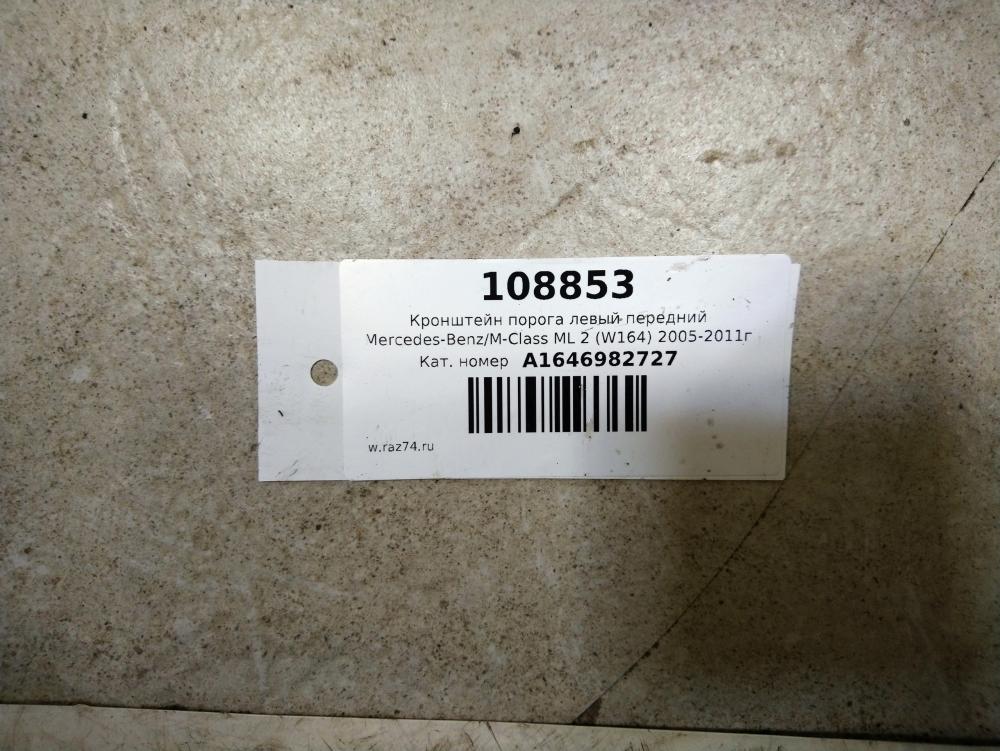 108853
Кронштейн порога левый передний
Mercedes-Benz/M-Class ML 2 (W164) 2005-2011г
Кат. номер A1646982727
w.raz74.ru